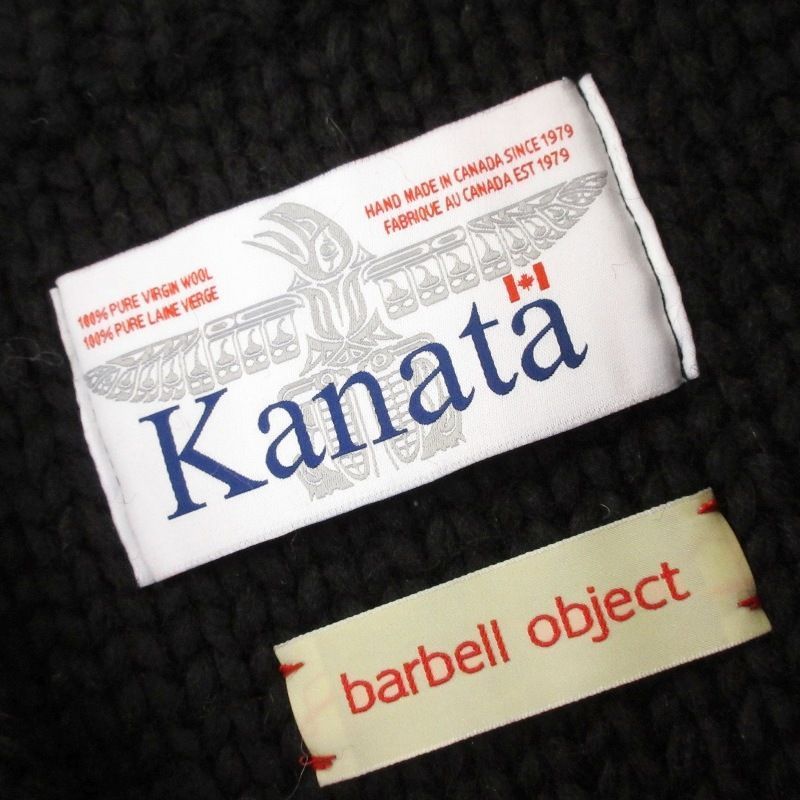 HAND MADE IN CANADA SINCE 1979
FABRIQUE AU CANADA EST 1979
100% PURE VIRGIN WOOL
100% PURE LAINE VIERGE
Kanata
barbell object